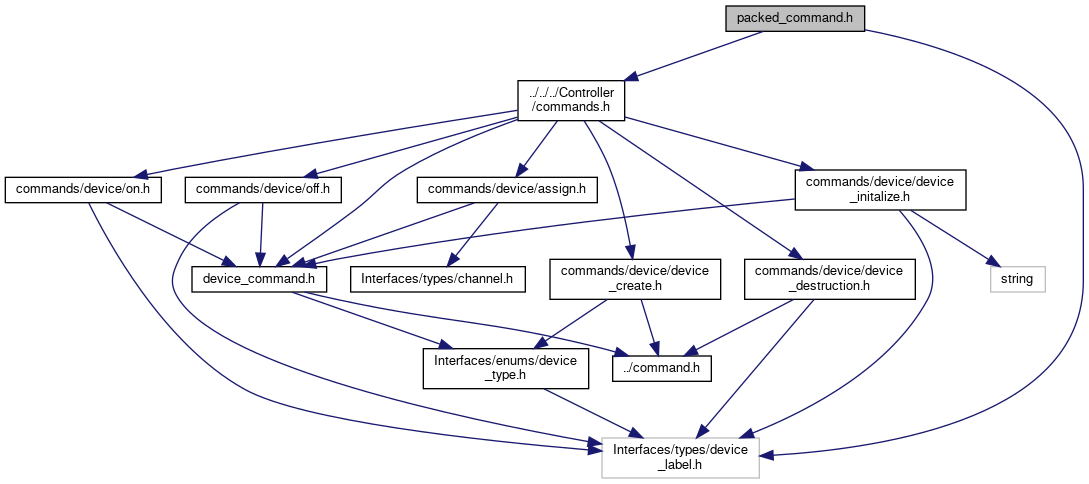 packed_command.h
../../../Controller
/commands.h
commands/device/on.h
commands/device/off.h
commands/device/assign.h
commands/device/device
_initalize.h
device_command.h
Interfaces/types/channel.h
commands/device/device
_create.h
commands/device/device
_destruction.h
string
Interfaces/enums/device
_type.h
../command.h
Interfaces/types/device
_label.h